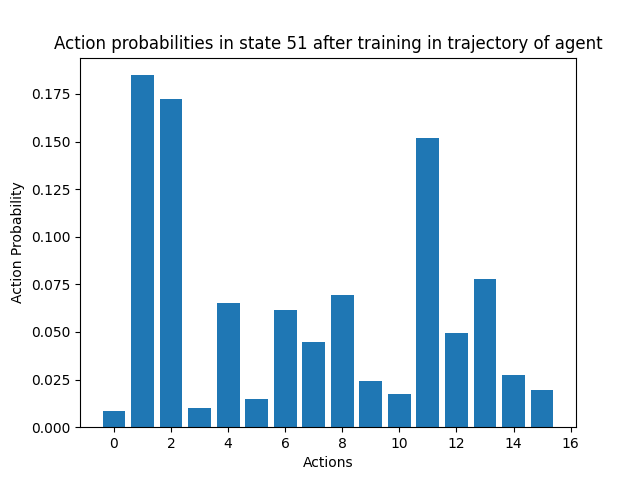 Action probabilities in state 51 after training in trajectory of agent
0.175
0.150
0.125
0.100
0.075
0.050
0.025
0.000
Action Probability
0 2 4 6 8 10 12 14 16
Actions